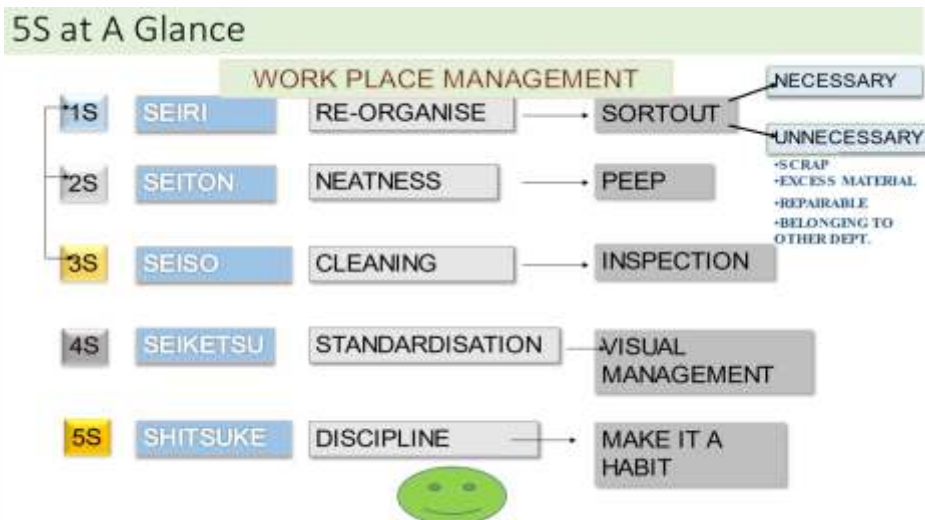 5S at A Glance
WORK PLACE MANAGEMENT
1S SEIRI RE-ORGANISE SORTOUT
NECESSARY
UNNECESSARY
•SCRAP
•EXCESS MATERIAL
•REPAIRABLE
•BELONGING TO
OTHER DEPT.
2S SEITON NEATNESS PEEP
3S SEISO CLEANING INSPECTION
4S SEIKETSU STANDARDISATION VISUAL
MANAGEMENT
5S SHITSUKE DISCIPLINE MAKE IT A
HABIT